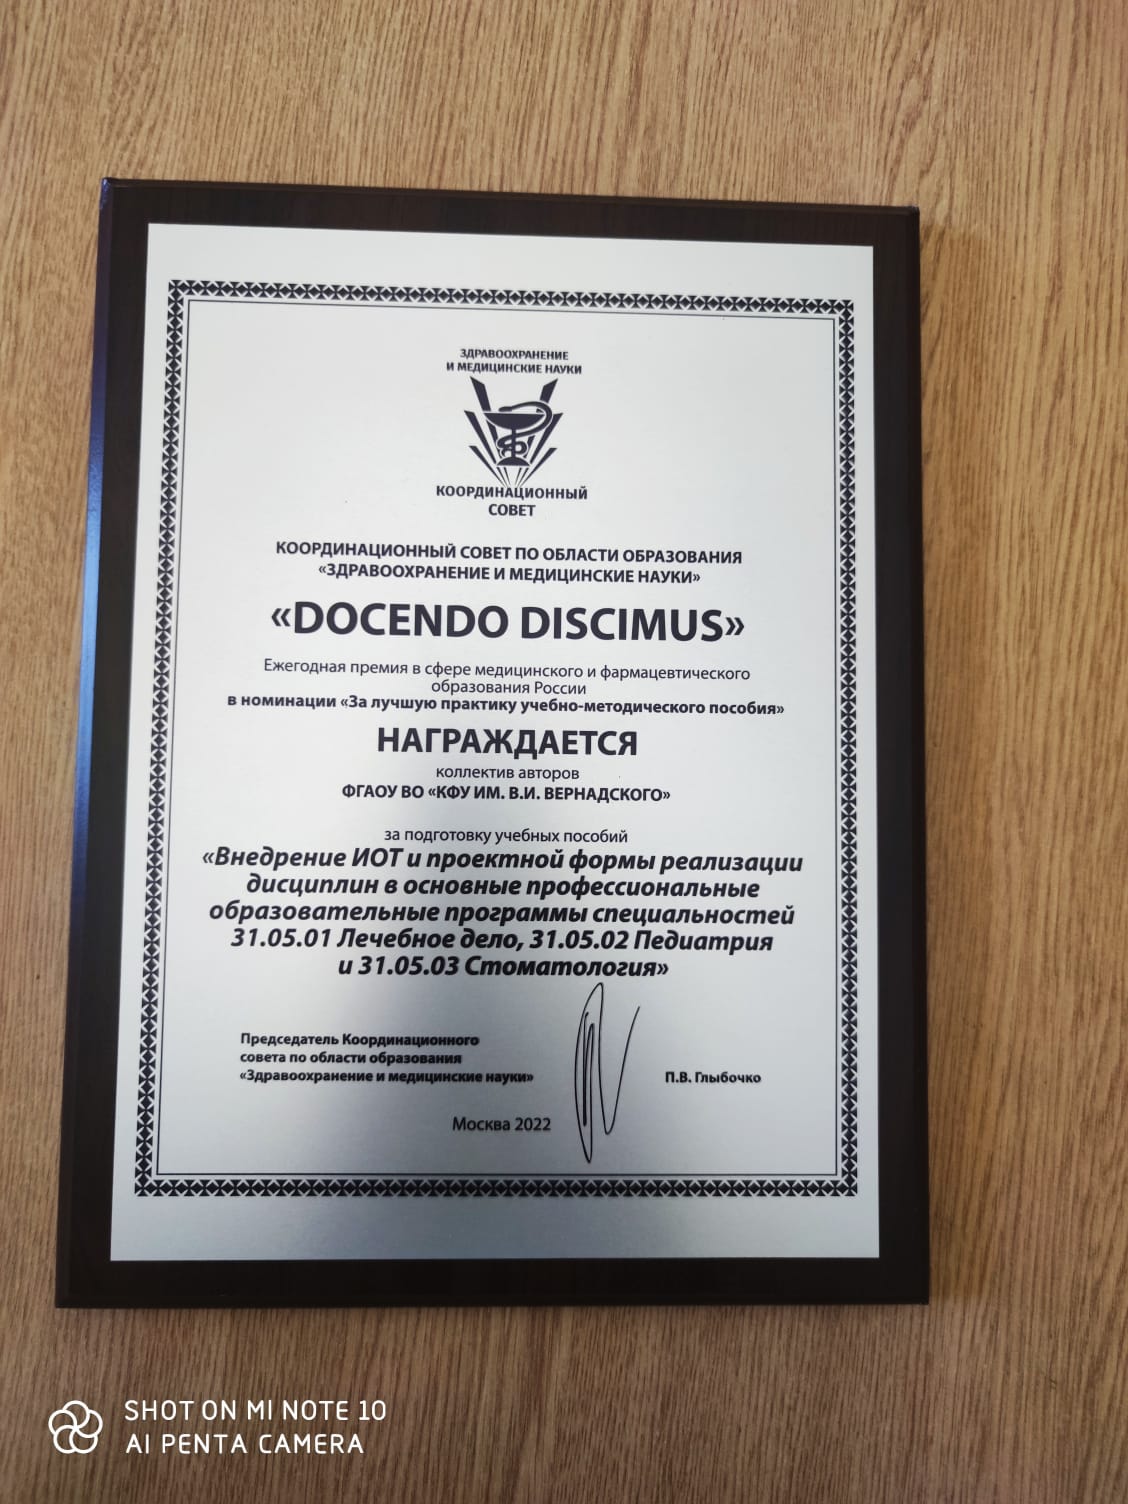 ЗДРАВООХРАНЕНИЕ
И МЕДИЦИНСКИЕ НАУКИ
КООРДИНАЦИОННЫЙ
СОВЕТ
КООРДИНАЦИОННЫЙ СОВЕТ ПО ОБЛАСТИ ОБРАЗОВАНИЯ
«ЗДРАВООХРАНЕНИЕ И МЕДИЦИНСКИЕ НАУКИ»
«DOCENDO DISCIMUS»
Ежегодная премия в сфере медицинского и фармацевтического
образования России
в номинации «За лучшую практику учебно-методического пособия»
НАГРАЖДАЕТСЯ
коллектив авторов
ФГАОУ ВО «КФУ ИМ. В.И. ВЕРНАДСКОГО»
за подготовку учебных пособий
«Внедрение ИОТ и проектной формы реализации
дисциплин в основные профессиональные
образовательные программы специальностей
31.05.01 Лечебное дело, 31.05.02 Педиатрия
и 31.05.03 Стоматология»
Председатель Координационного
совета по области образования
«Здравоохранение и медицинские науки»
П.В. Глыбочко
Москва 2022
SHOT ON MI NOTE 10
AI PENTA CAMERA